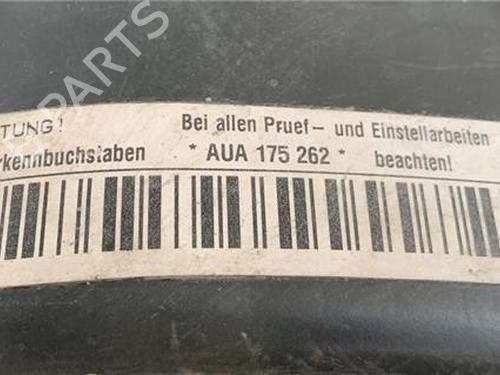 TUNG! Bei allen Pruef- und Einstellarbeiten
rkennbuchstaben * AUA 175 262 * beachten!
B-PARTS